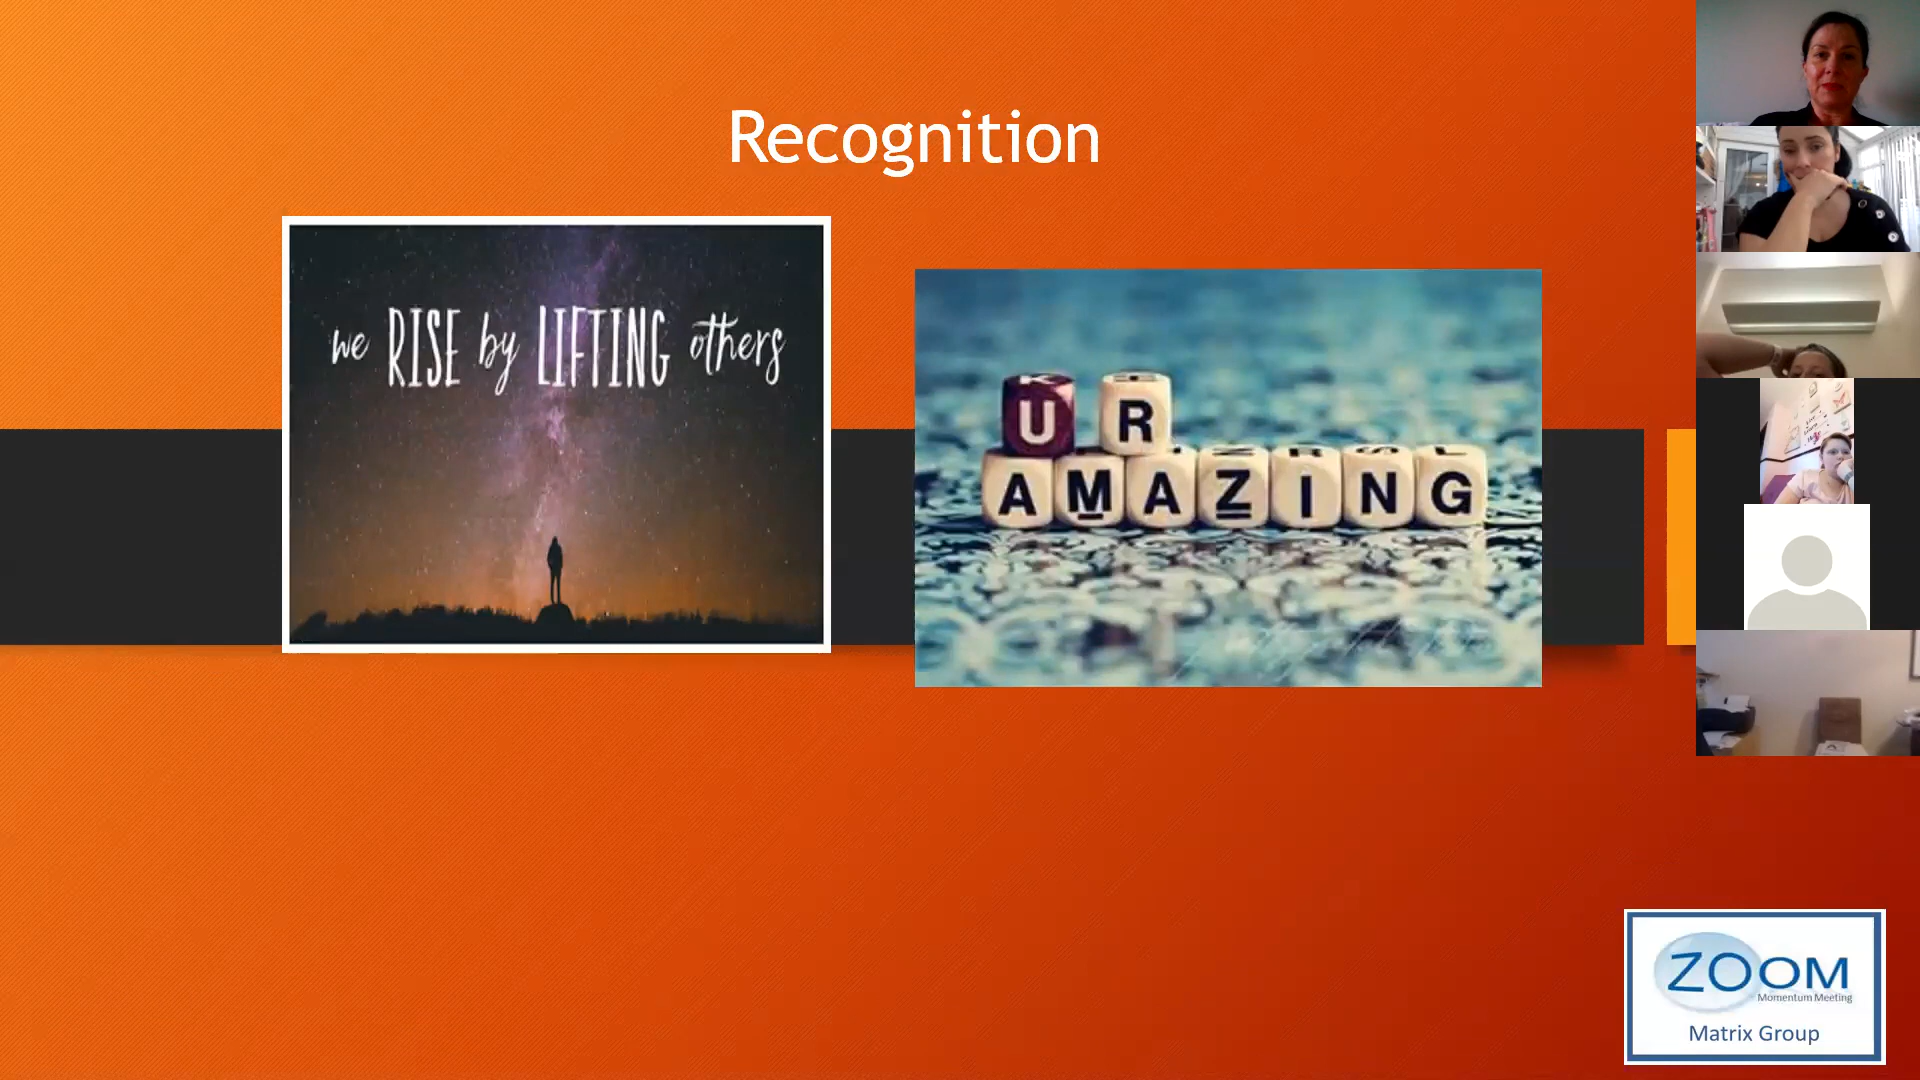 Recognition
we RISE by LIFTING others
U R
AMAZING
ZOOM
Momentum Meeting
Matrix Group